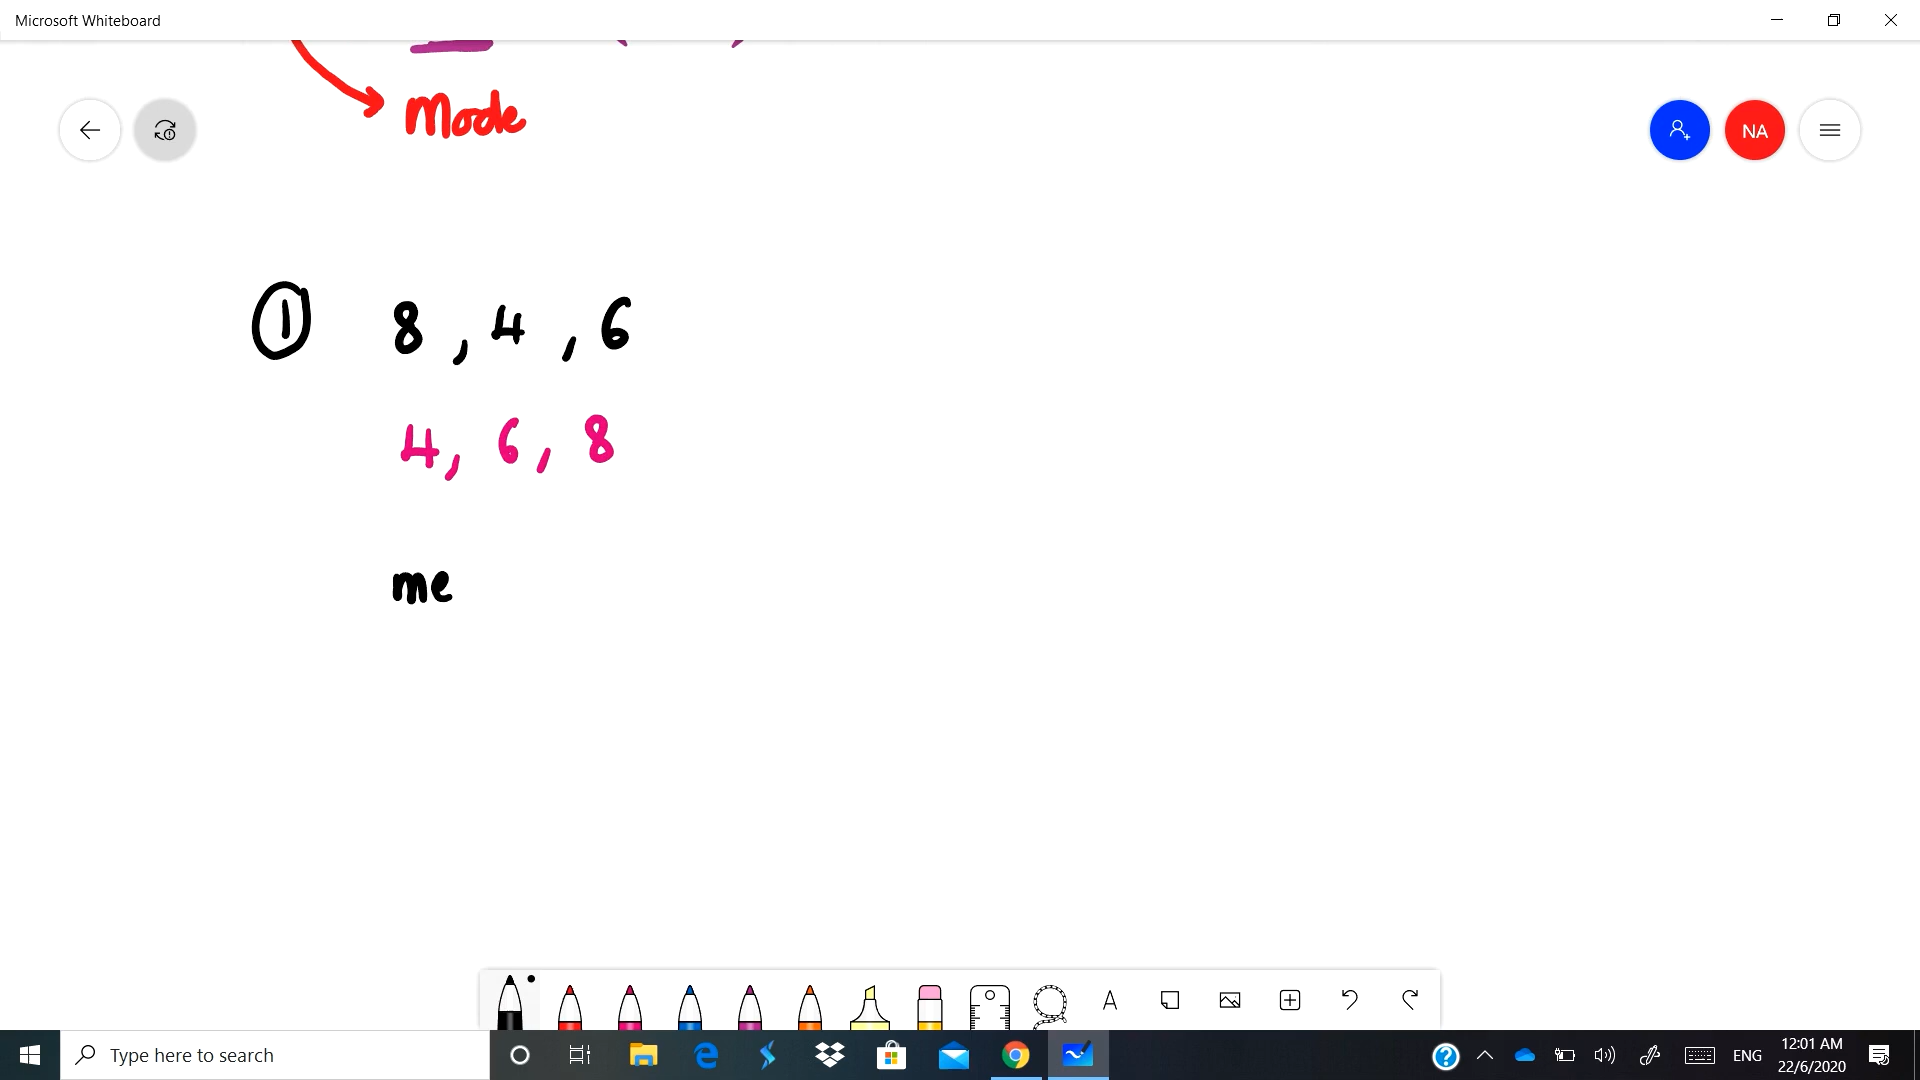 Microsoft Whiteboard
Mode
NA
① 8 , 4 , 6
4, 6, 8
me
Type here to search
ENG
12:01 AM
22/6/2020